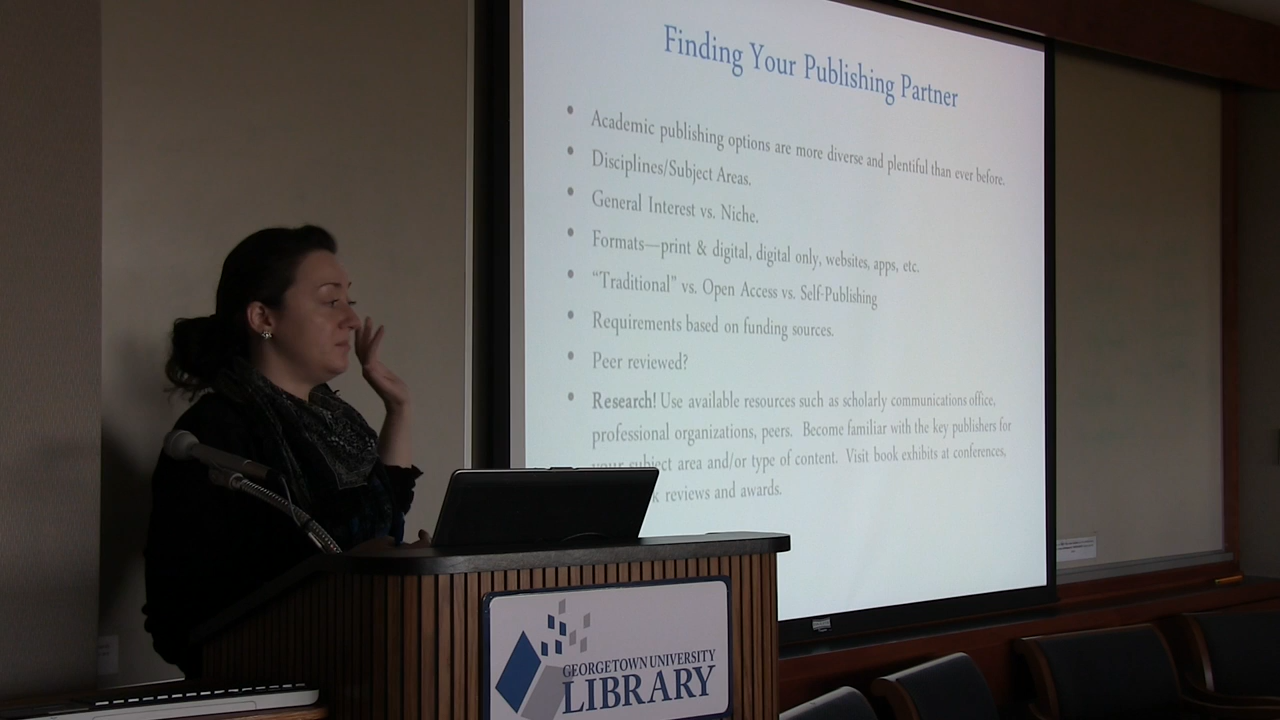 Finding Your Publishing Partner
• Academic publishing options are more diverse and plentiful than ever before.
• Disciplines/Subject Areas.
• General Interest vs. Niche.
• Formats—print & digital, digital only, websites, apps, etc.
• “Traditional” vs. Open Access vs. Self-Publishing
• Requirements based on funding sources.
• Peer reviewed?
• Research! Use available resources such as scholarly communications office,
professional organizations, peers. Become familiar with the key publishers for
your subject area and/or type of content. Visit book exhibits at conferences,
reviews and awards.
GEORGETOWN UNIVERSITY
LIBRARY